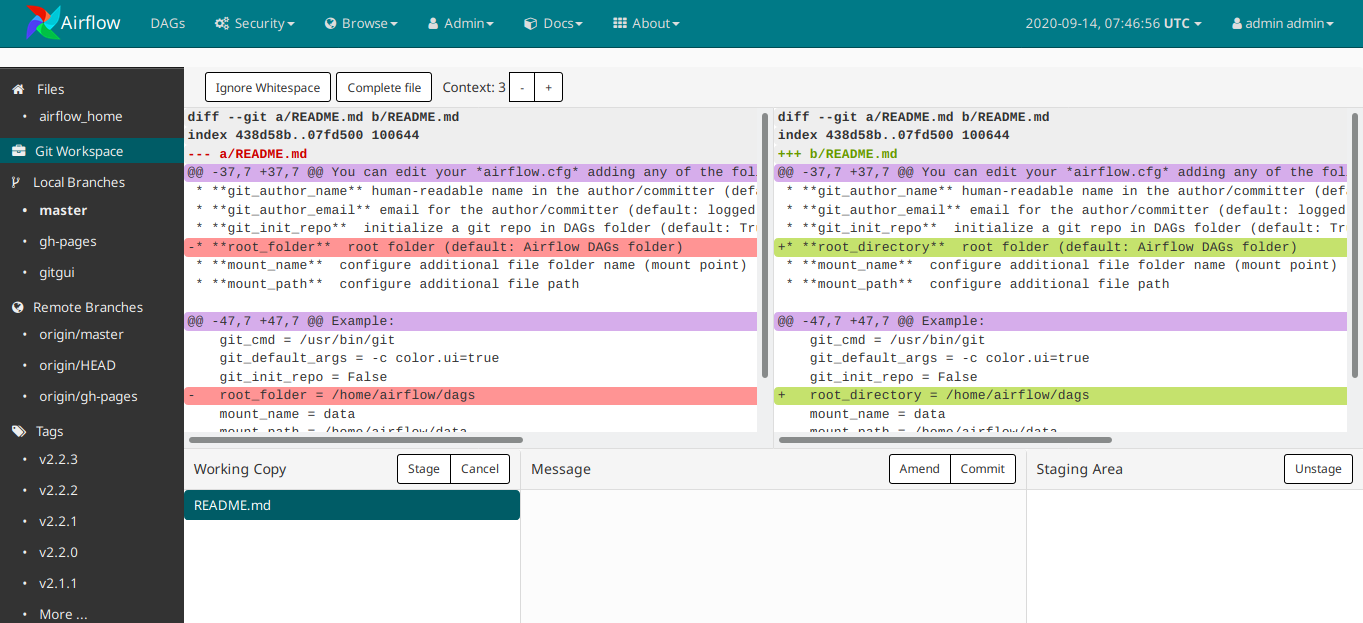 Airflow DAGs Security Browse Admin Docs About 2020-09-14, 07:46:56 UTC admin admin
Files
• airflow_home
Git Workspace
Local Branches
• master
• gh-pages
• gitgui
Remote Branches
• origin/master
• origin/HEAD
• origin/gh-pages
Tags
• v2.2.3
• v2.2.2
• v2.2.1
• v2.2.0
• v2.1.1
• More ...
Ignore Whitespace Complete file Context: 3 - +
diff --git a/README.md b/README.md
index 438d58b..07fd500 100644
--- a/README.md
@@ -37,7 +37,7 @@ You can edit your *airflow.cfg* adding any of the fol
* **git_author_name** human-readable name in the author/committer (def
* **git_author_email** email for the author/committer (default: logged
* **git_init_repo**  initialize a git repo in DAGs folder (default: Tr
-* **root_folder**  root folder (default: Airflow DAGs folder)
* **mount_name**  configure additional file folder name (mount point)
* **mount_path**  configure additional file path
@@ -47,7 +47,7 @@ Example:
git_cmd = /usr/bin/git
git_default_args = -c color.ui=true
git_init_repo = False
-   root_folder = /home/airflow/dags
mount_name = data
mount_path = /home/airflow/data
diff --git a/README.md b/README.md
index 438d58b..07fd500 100644
+++ b/README.md
@@ -37,7 +37,7 @@ You can edit your *airflow.cfg* adding any of the fol
* **git_author_name** human-readable name in the author/committer (def
* **git_author_email** email for the author/committer (default: logged
* **git_init_repo**  initialize a git repo in DAGs folder (default: Tr
+* **root_directory**  root folder (default: Airflow DAGs folder)
* **mount_name**  configure additional file folder name (mount point)
* **mount_path**  configure additional file path
@@ -47,7 +47,7 @@ Example:
git_cmd = /usr/bin/git
git_default_args = -c color.ui=true
git_init_repo = False
+   root_directory = /home/airflow/dags
mount_name = data
mount_path = /home/airflow/data
Working Copy Stage Cancel
README.md
Message Amend Commit
Staging Area Unstage